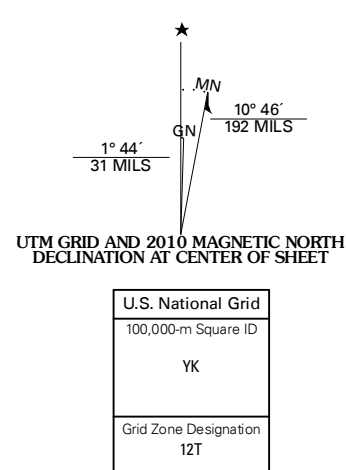 ★
MN
10° 46´
192 MILS
GN
1° 44´
31 MILS
UTM GRID AND 2010 MAGNETIC NORTH
DECLINATION AT CENTER OF SHEET
U.S. National Grid
100,000-m Square ID
YK
Grid Zone Designation
12T